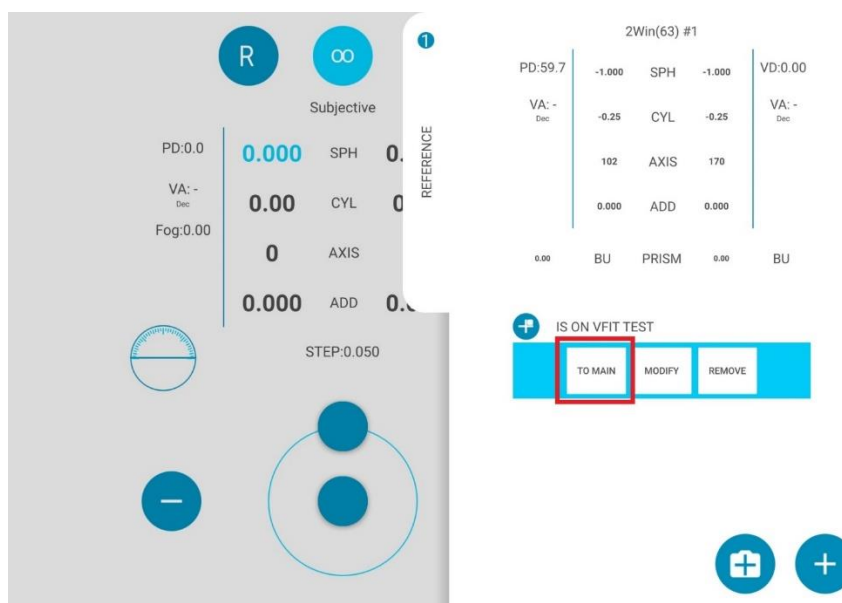 R
∞
Subjective
PD:0.0
0.000
SPH
0.
VA: -
Dec
0.00
CYL
0
Fog:0.00
0
AXIS
0.000
ADD
STEP:0.050
−
1
REFERENCE
2Win(63) #1
PD:59.7
-1.000
SPH
-1.000
VD:0.00
VA: -
Dec
-0.25
CYL
-0.25
VA: -
Dec
102
AXIS
170
0.000
ADD
0.000
0.00
BU
PRISM
0.00
BU
IS ON VFIT TEST
TO MAIN
MODIFY
REMOVE
+